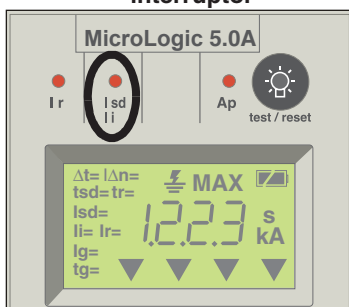 interruptor
MicroLogic 5.0A
Ir
Isd
Ii
Ap
test / reset
Δt= IΔn=
tsd= tr=
MAX
Isd=
Ii= Ir=
1.2.2.3
s
kA
Ig=
tg=